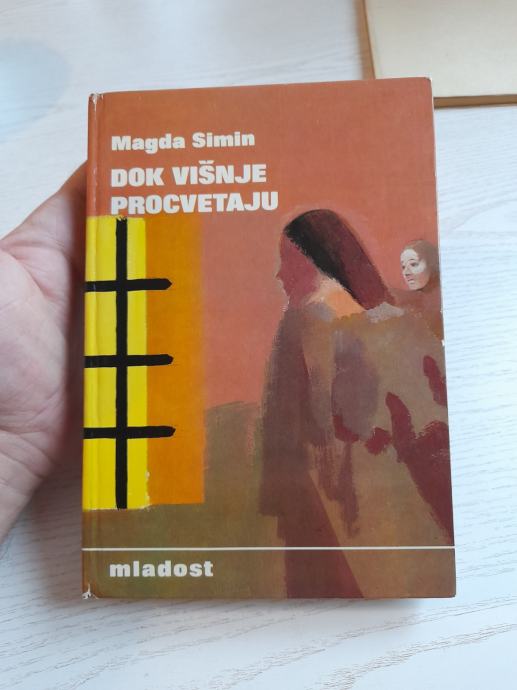 Magda Simin
DOK VIŠNJE
PROCVETAJU
mladost